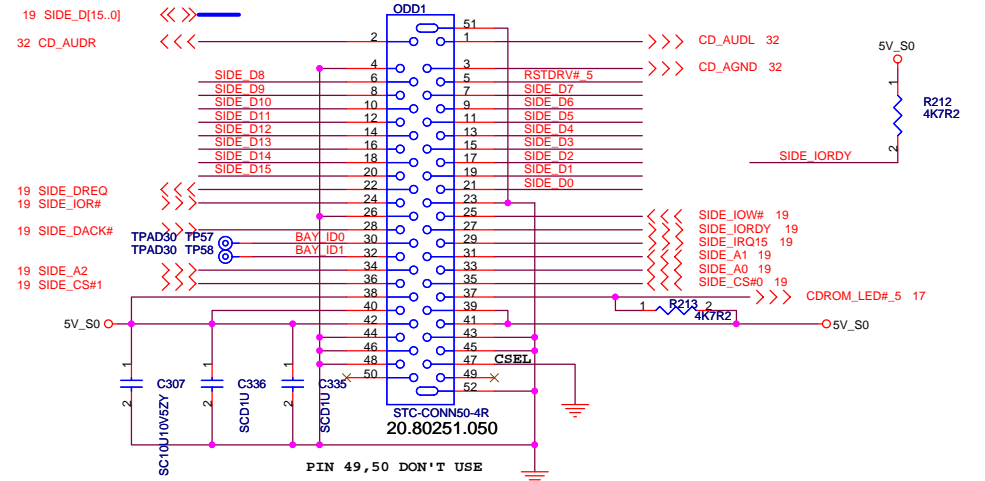 ODD1
19 SIDE_D[15..0]
32 CD_AUDR
2
51
1
CD_AUDL 32
4
3
CD_AGND 32
SIDE_D8
6
5
RSTDRV#_5
SIDE_D9
8
7
SIDE_D7
SIDE_D10
10
9
SIDE_D6
SIDE_D11
12
11
SIDE_D5
SIDE_D12
14
13
SIDE_D4
SIDE_D13
16
15
SIDE_D3
SIDE_D14
18
17
SIDE_D2
SIDE_D15
20
19
SIDE_D1
19 SIDE_DREQ
22
21
SIDE_D0
19 SIDE_IOR#
24
23
26
25
SIDE_IOW# 19
19 SIDE_DACK#
28
27
SIDE_IORDY 19
TPAD30 TP57
BAY_ID0
30
29
SIDE_IRQ15 19
TPAD30 TP58
BAY_ID1
32
31
SIDE_A1 19
19 SIDE_A2
34
33
SIDE_A0 19
19 SIDE_CS#1
36
35
SIDE_CS#0 19
38
37
CDROM_LED#_5 17
40
39
5V_S0
42
41
5V_S0
44
43
46
45
48
47
CSEL
50
49
52
1
R213
2
4K7R2
5V_S0
1
R212
4K7R2
2
SIDE_IORDY
1
C307
2
SC10U10V5ZY
1
C336
2
SCD1U
1
C335
2
SCD1U
STC-CONN50-4R
20.80251.050
PIN 49,50 DON'T USE